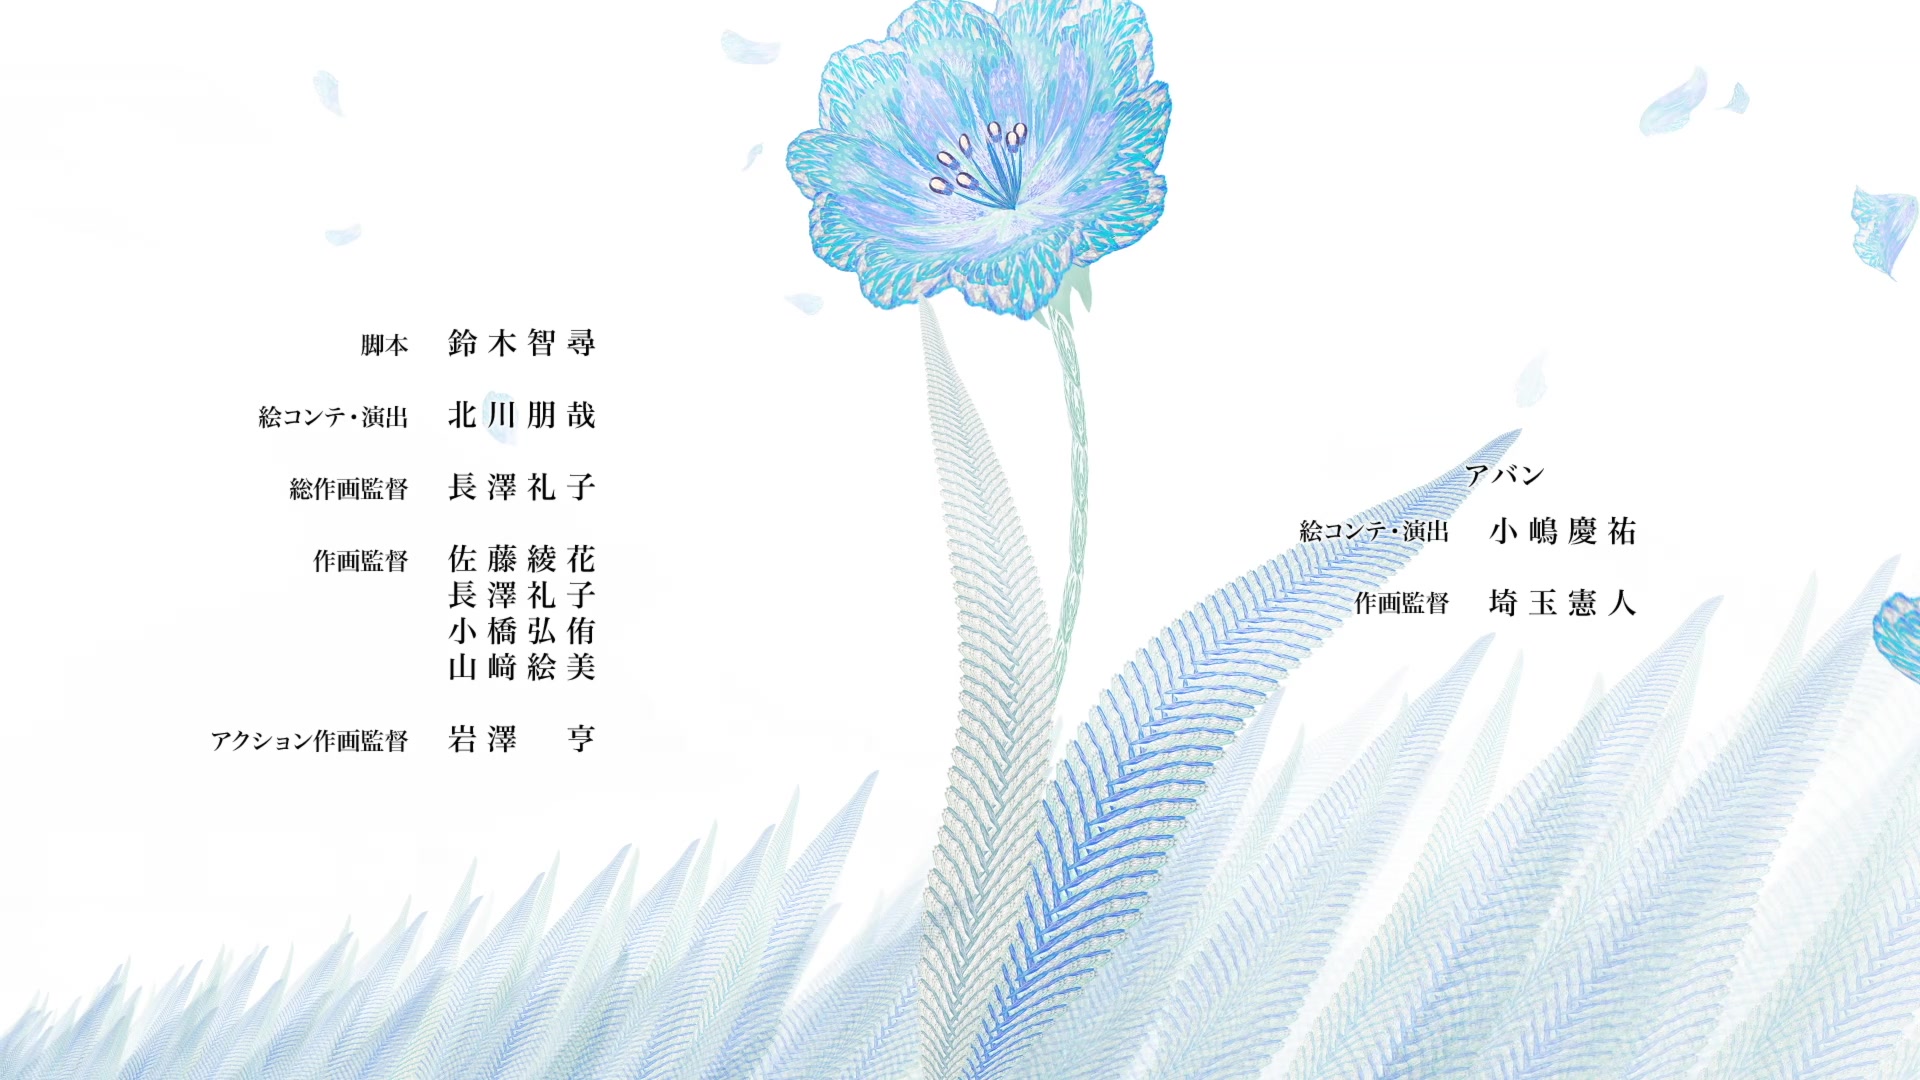 脚本 鈴木智尋
絵コンテ・演出 北川朋哉
総作画監督 長澤礼子
作画監督 佐藤綾花
長澤礼子
小橋弘侑
山﨑絵美
アクション作画監督 岩澤 亨
アバン
絵コンテ・演出 小嶋慶祐
作画監督 埼玉憲人